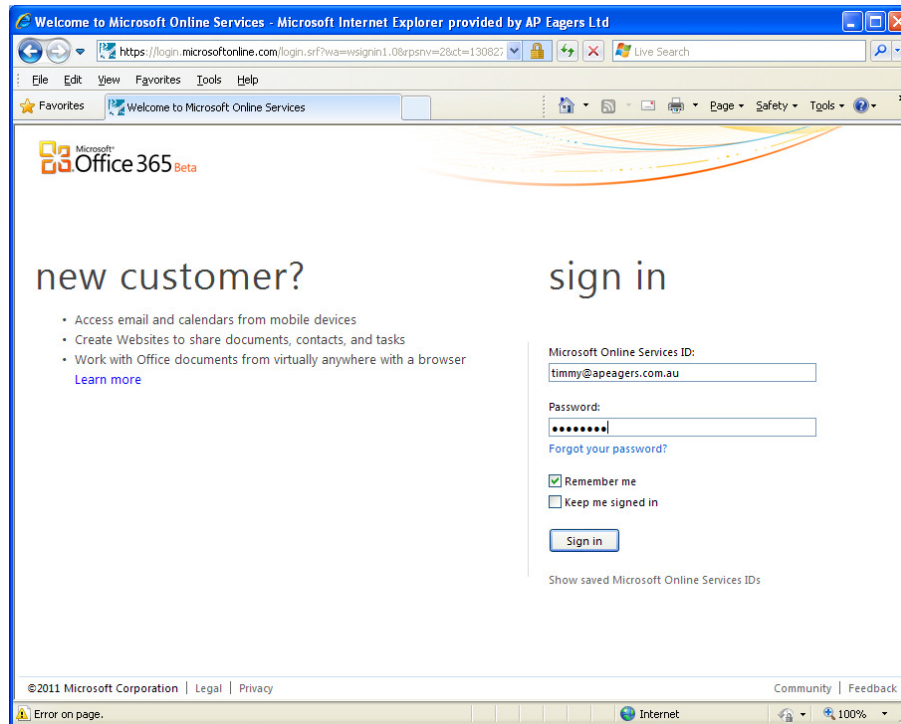 Welcome to Microsoft Online Services - Microsoft Internet Explorer provided by AP Eagers Ltd
https://login.microsoftonline.com/login.srf?wa=wsignin1.0&rpsnv=2&ct=13082
Live Search
File Edit View Favorites Tools Help
Favorites Welcome to Microsoft Online Services Page Safety Tools
Microsoft
Office 365 Beta
new customer?
• Access email and calendars from mobile devices
• Create Websites to share documents, contacts, and tasks
• Work with Office documents from virtually anywhere with a browser
Learn more
sign in
Microsoft Online Services ID:
timmy@apeagers.com.au
Password:
••••••••
Forgot your password?
Remember me
Keep me signed in
Sign in
Show saved Microsoft Online Services IDs
©2011 Microsoft Corporation | Legal | Privacy Community | Feedback
Error on page. Internet 100%